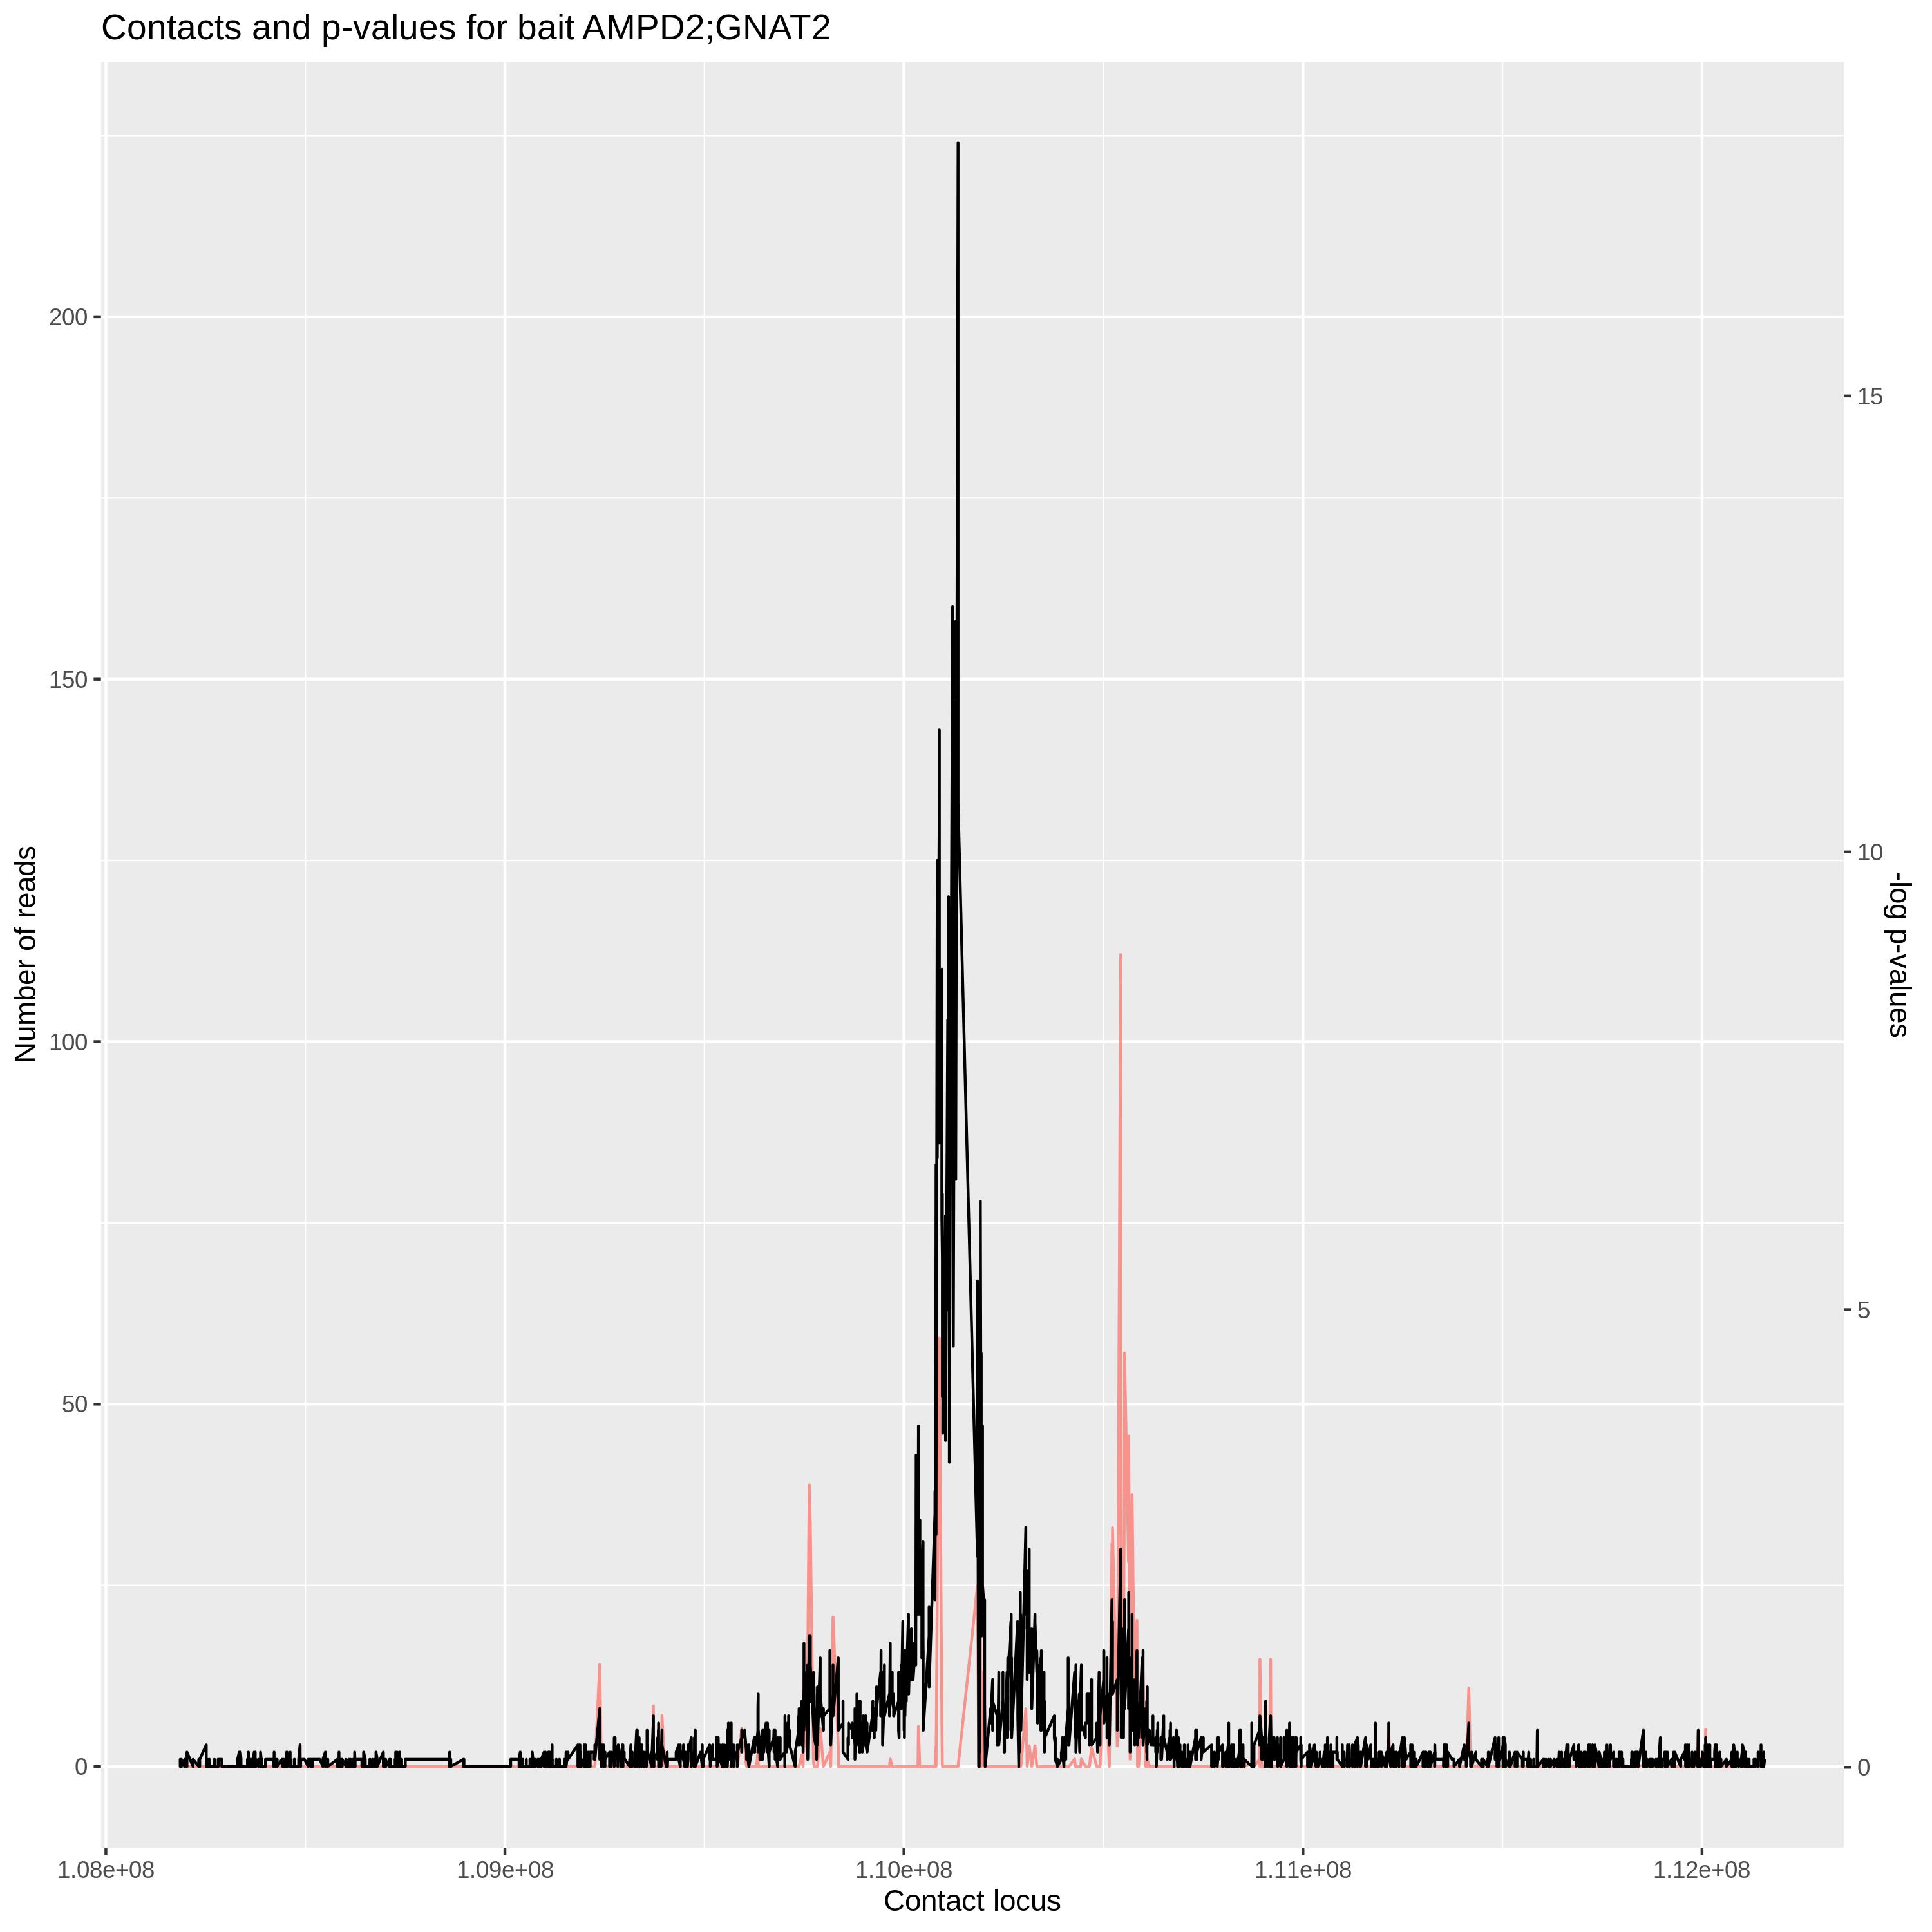 Contacts and p-values for bait AMPD2;GNAT2
Number of reads
200
150
100
50
0
15
10
5
0
-log p-values
1.08e+08 1.09e+08 1.10e+08 1.11e+08 1.12e+08
Contact locus